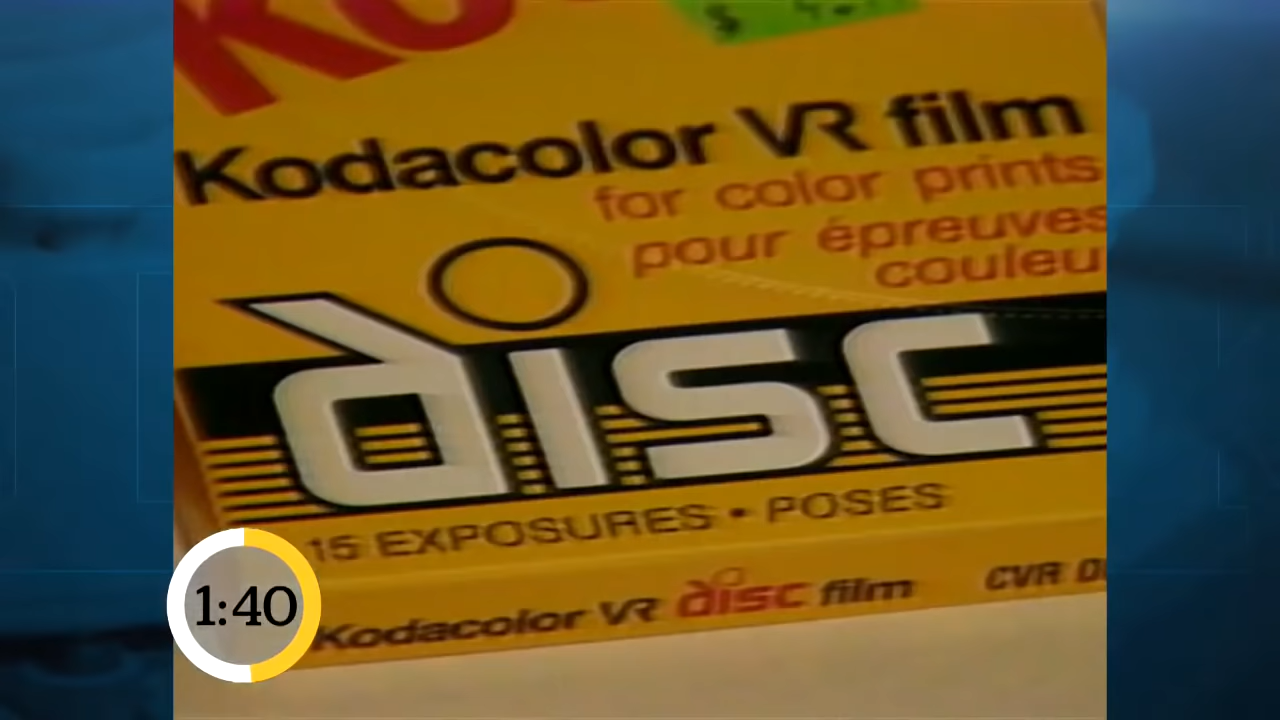 Kodacolor VR film
for color prints
pour épreuves
couleu
disc
15 EXPOSURES • POSES
Kodacolor VR disc film CVR
1:40